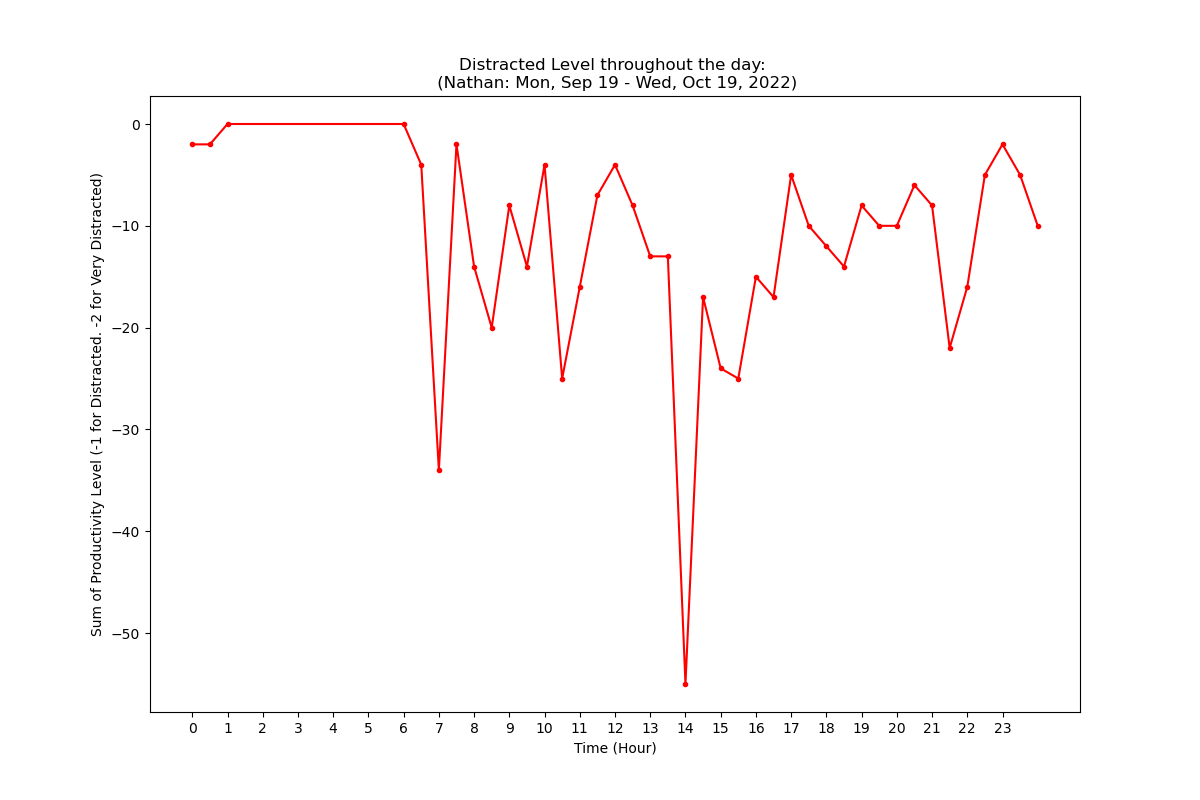 Distracted Level throughout the day:
(Nathan: Mon, Sep 19 - Wed, Oct 19, 2022)
Sum of Productivity Level (-1 for Distracted. -2 for Very Distracted)
0
−10
−20
−30
−40
−50
0 1 2 3 4 5 6 7 8 9 10 11 12 13 14 15 16 17 18 19 20 21 22 23
Time (Hour)